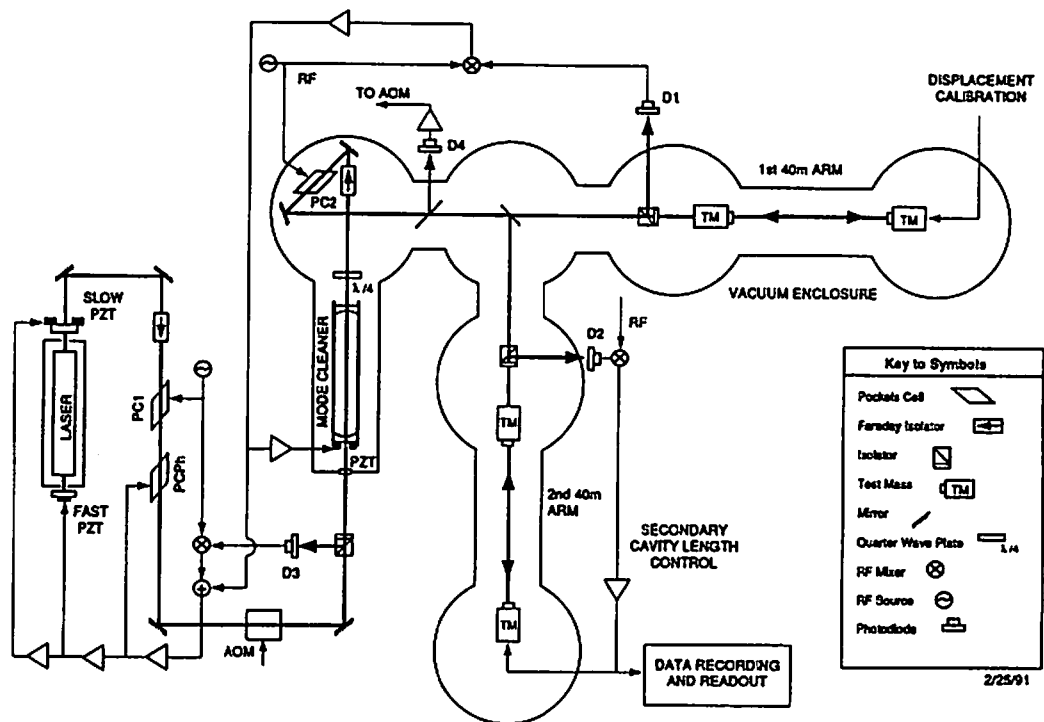 RF
TO AOM
D4
D1
DISPLACEMENT
CALIBRATION
1st 40m ARM
PC2
TM
TM
λ/4
VACUUM ENCLOSURE
SLOW
PZT
LASER
PC1
PCPh
FAST
PZT
MODE CLEANER
PZT
D3
AOM
RF
D2
TM
2nd 40m
ARM
SECONDARY
CAVITY LENGTH
CONTROL
TM
DATA RECORDING
AND READOUT
Key to Symbols
Pockels Cell
Faraday Isolator
Isolator
Test Mass
TM
Mirror
Quarter Wave Plate
λ/4
RF Mixer
RF Source
Photodiode
2/25/91